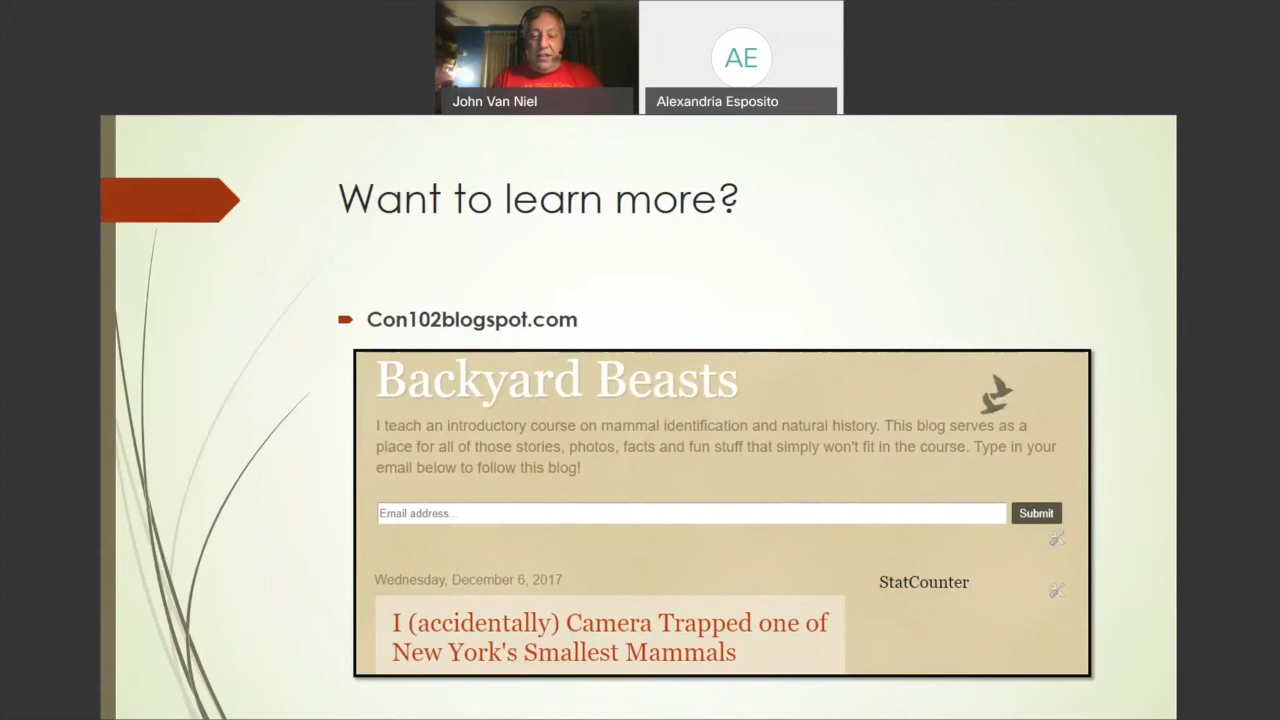 AE
John Van Niel
Alexandria Esposito
Want to learn more?
Con102blogspot.com
Backyard Beasts
I teach an introductory course on mammal identification and natural history. This blog serves as a
place for all of those stories, photos, facts and fun stuff that simply won't fit in the course. Type in your
email below to follow this blog!
Email address...
Submit
Wednesday, December 6, 2017
StatCounter
I (accidentally) Camera Trapped one of
New York's Smallest Mammals